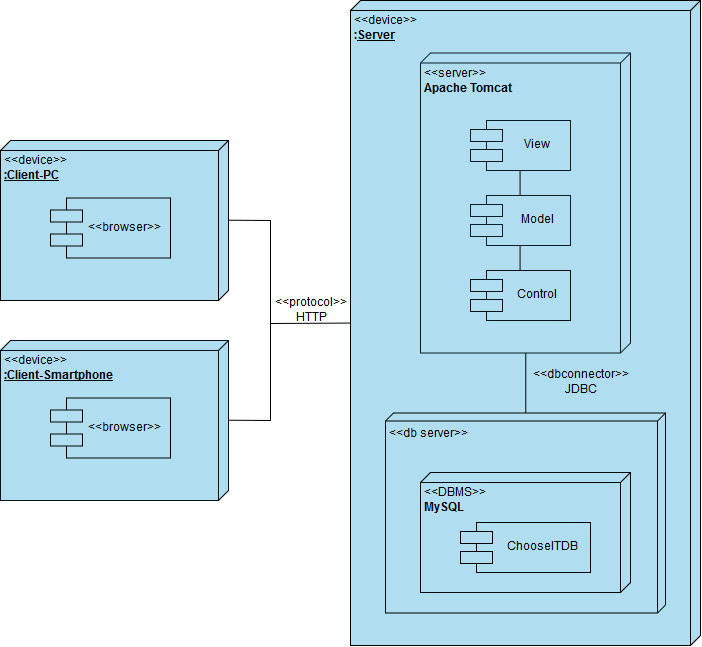 <<device>>
:Server
<<server>>
Apache Tomcat
View
Model
Control
<<device>>
:Client-PC
<<browser>>
<<protocol>>
HTTP
<<device>>
:Client-Smartphone
<<browser>>
<<dbconnector>>
JDBC
<<db server>>
<<DBMS>>
MySQL
ChooseITDB